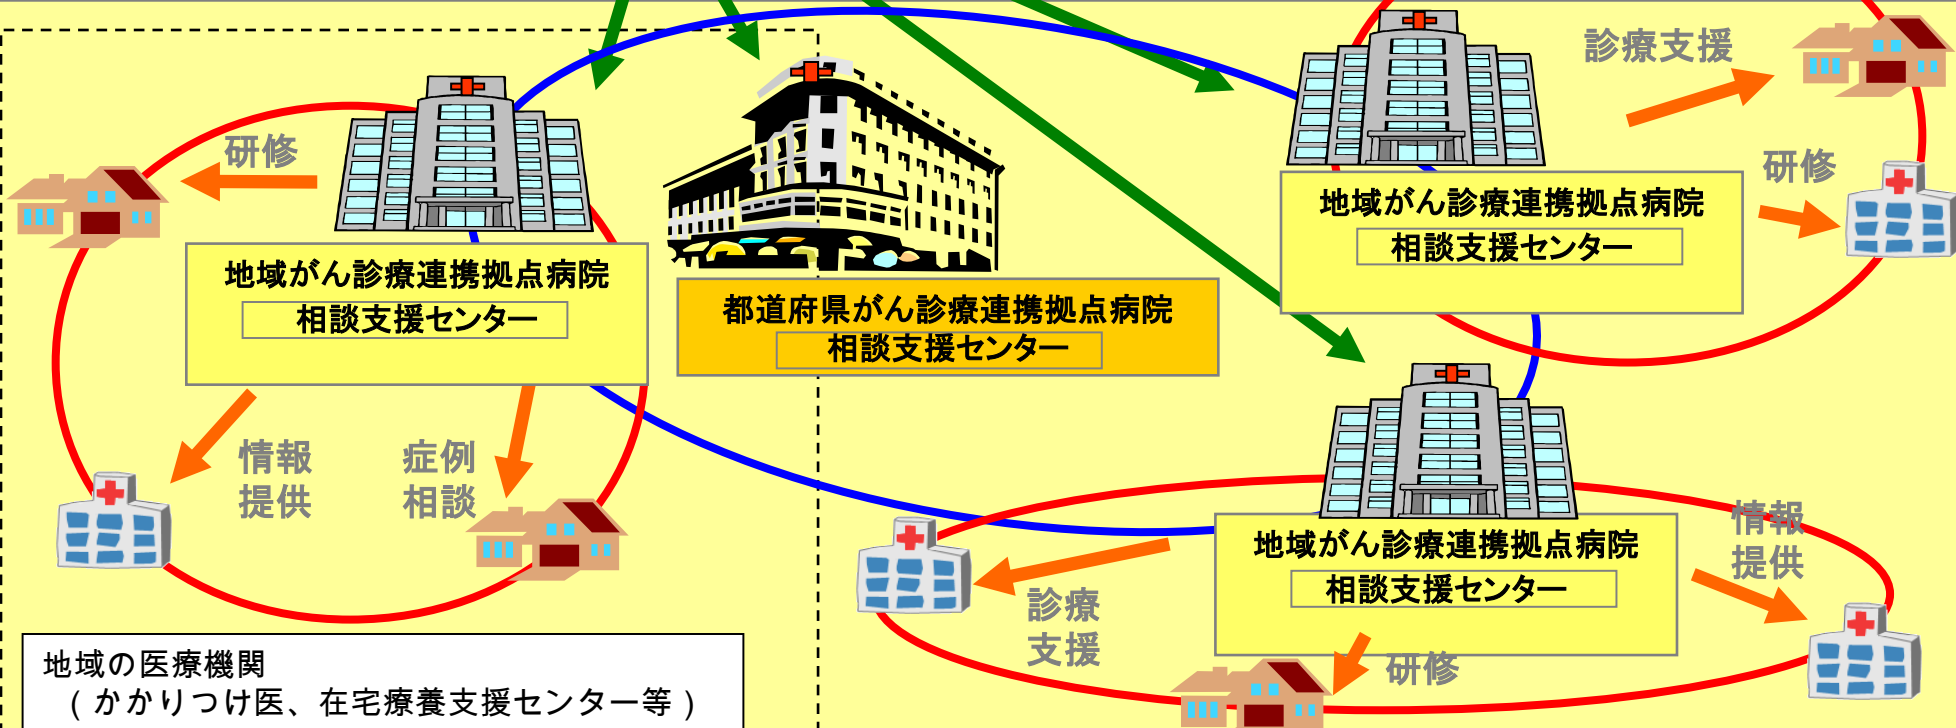 診療支援
研修
研修
地域がん診療連携拠点病院
相談支援センター
地域がん診療連携拠点病院
相談支援センター
都道府県がん診療連携拠点病院
相談支援センター
情報
提供
症例
相談
情報
提供
地域がん診療連携拠点病院
相談支援センター
診療
支援
研修
地域の医療機関
(かかりつけ医、在宅療養支援センター等)